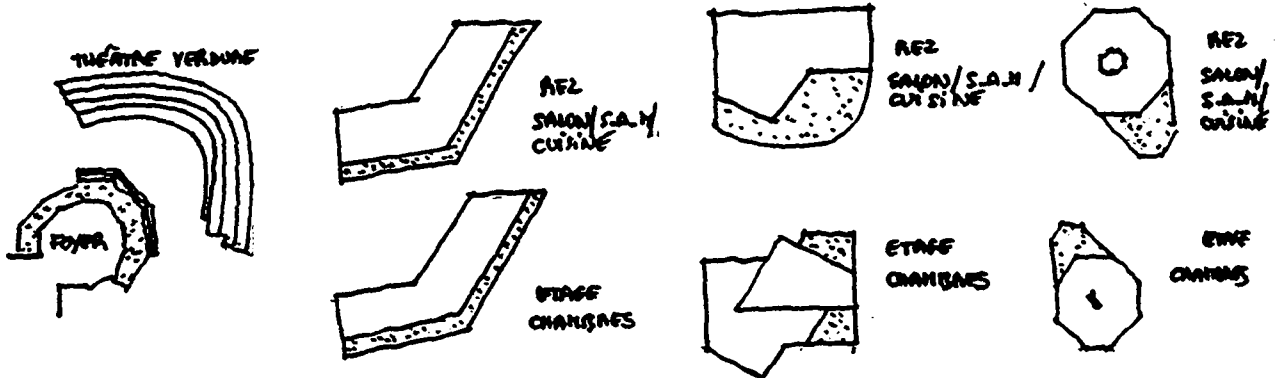 THÉÂTRE VERDURE
FOYER
REZ
SALON/S.A.M/
CUISINE
ETAGE
CHAMBRES
REZ
SALON/S.A.M/
CUISINE
ETAGE
CHAMBRES
REZ
SALON/
S.A.M/
CUISINE
ETAGE
CHAMBRES